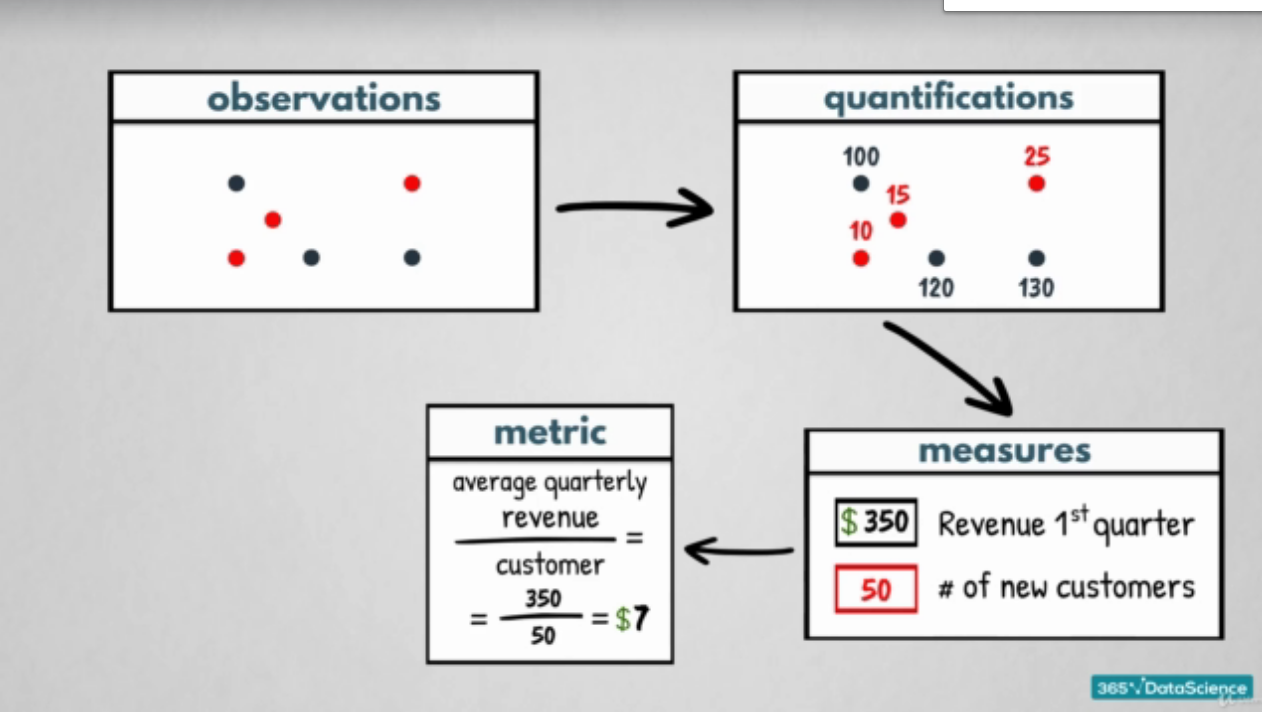 observations
quantifications
100
25
15
10
120
130
metric
average quarterly
revenue
=
customer
= 350
50
= $7
measures
$ 350 Revenue 1st quarter
50 # of new customers
365√DataScience